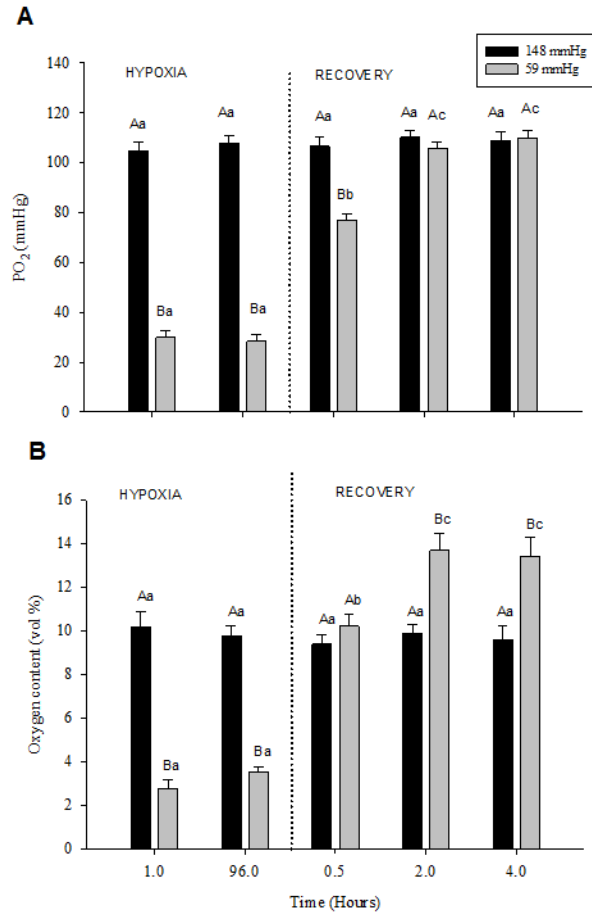 A
148 mmHg
59 mmHg
HYPOXIA
RECOVERY
PO2 (mmHg)
140
120
100
80
60
40
20
0
Aa
Ba
Aa
Ba
Aa
Bb
Aa
Ac
Aa
Ac
B
HYPOXIA
RECOVERY
Oxygen content (vol %)
16
14
12
10
8
6
4
2
0
Aa
Ba
Aa
Ba
Aa
Ab
Aa
Bc
Aa
Bc
1.0 96.0 0.5 2.0 4.0
Time (Hours)